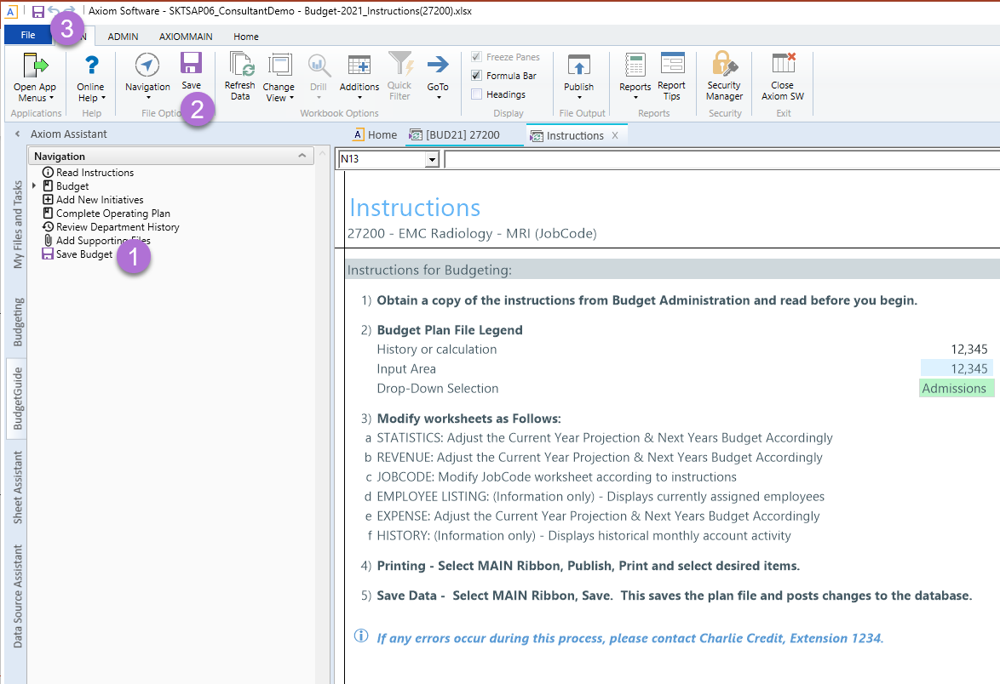 A Axiom Software - SKTSAP06_ConsultantDemo - Budget-2021_Instructions(27200).xlsx
File 3 N ADMIN AXIOMMAIN Home
Open App Menus Online Help Navigation Save Refresh Data Change View Drill Additions Quick Filter GoTo Freeze Panes Formula Bar Headings Publish Reports Report Tips Security Manager Close Axiom SW
2
Applications Help File Optio Workbook Options Display File Output Reports Security Exit
Axiom Assistant
A Home [BUD21] 27200 Instructions X
Navigation
N13
Read Instructions
Budget
Add New Initiatives
Complete Operating Plan
Review Department History
Add Supporting Files
Save Budget 1
My Files and Tasks
Budgeting
BudgetGuide
Sheet Assistant
Data Source Assistant
Instructions
27200 - EMC Radiology - MRI (JobCode)
Instructions for Budgeting:
1) Obtain a copy of the instructions from Budget Administration and read before you begin.
2) Budget Plan File Legend
History or calculation 12,345
Input Area 12,345
Drop-Down Selection Admissions
3) Modify worksheets as Follows:
a STATISTICS: Adjust the Current Year Projection & Next Years Budget Accordingly
b REVENUE: Adjust the Current Year Projection & Next Years Budget Accordingly
c JOBCODE: Modify JobCode worksheet according to instructions
d EMPLOYEE LISTING: (Information only) - Displays currently assigned employees
e EXPENSE: Adjust the Current Year Projection & Next Years Budget Accordingly
f HISTORY: (Information only) - Displays historical monthly account activity
4) Printing - Select MAIN Ribbon, Publish, Print and select desired items.
5) Save Data - Select MAIN Ribbon, Save. This saves the plan file and posts changes to the database.
If any errors occur during this process, please contact Charlie Credit, Extension 1234.